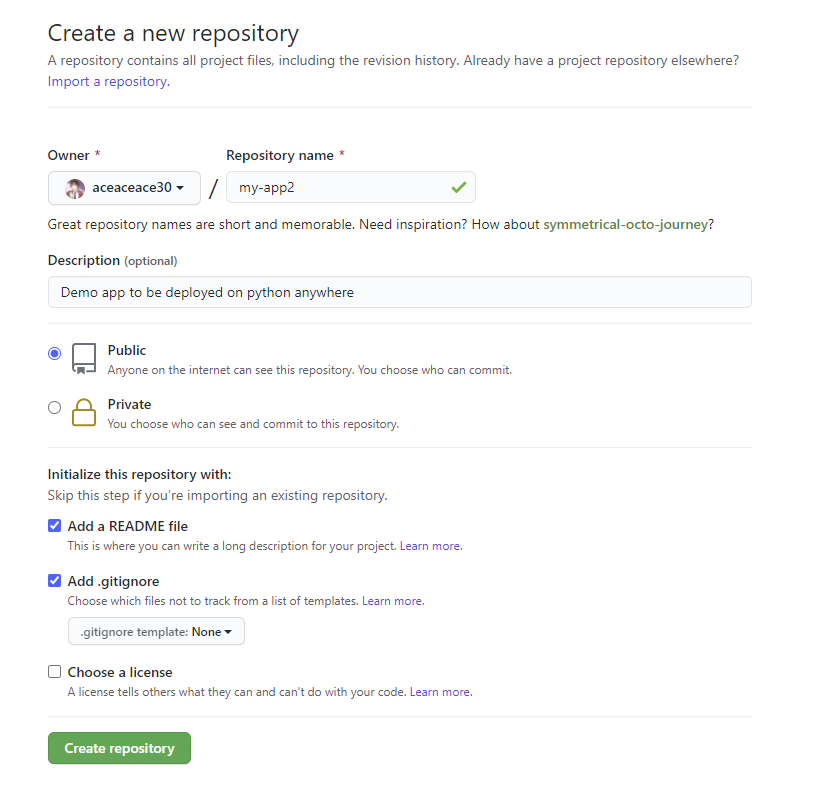 Create a new repository
A repository contains all project files, including the revision history. Already have a project repository elsewhere?
Import a repository.
Owner * Repository name *
aceaceace30 / my-app2
Great repository names are short and memorable. Need inspiration? How about symmetrical-octo-journey?
Description (optional)
Demo app to be deployed on python anywhere
Public
Anyone on the internet can see this repository. You choose who can commit.
Private
You choose who can see and commit to this repository.
Initialize this repository with:
Skip this step if you're importing an existing repository.
Add a README file
This is where you can write a long description for your project. Learn more.
Add .gitignore
Choose which files not to track from a list of templates. Learn more.
.gitignore template: None
Choose a license
A license tells others what they can and can't do with your code. Learn more.
Create repository